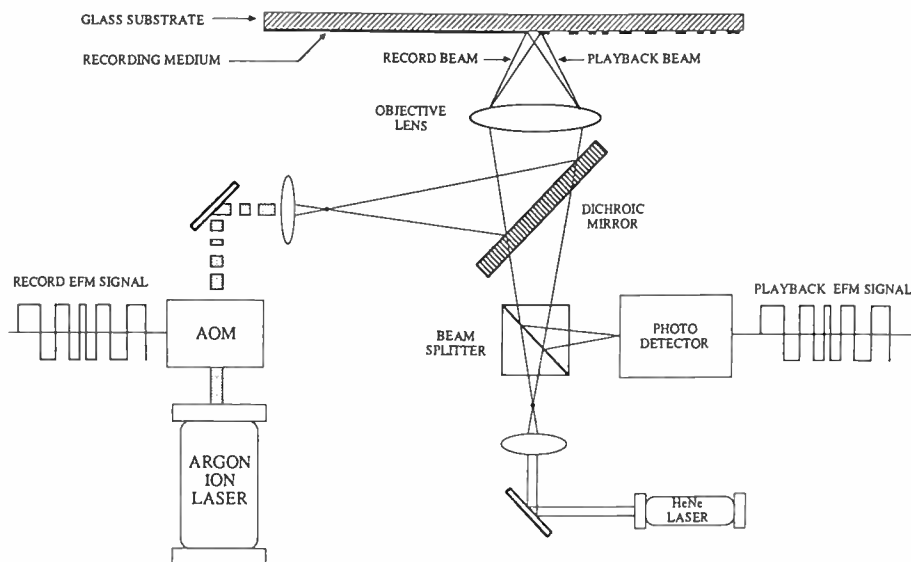 GLASS SUBSTRATE
RECORDING MEDIUM
RECORD BEAM
PLAYBACK BEAM
OBJECTIVE
LENS
DICHROIC
MIRROR
RECORD EFM SIGNAL
AOM
BEAM
SPLITTER
PHOTO
DETECTOR
PLAYBACK EFM SIGNAL
ARGON
ION
LASER
HeNe
LASER